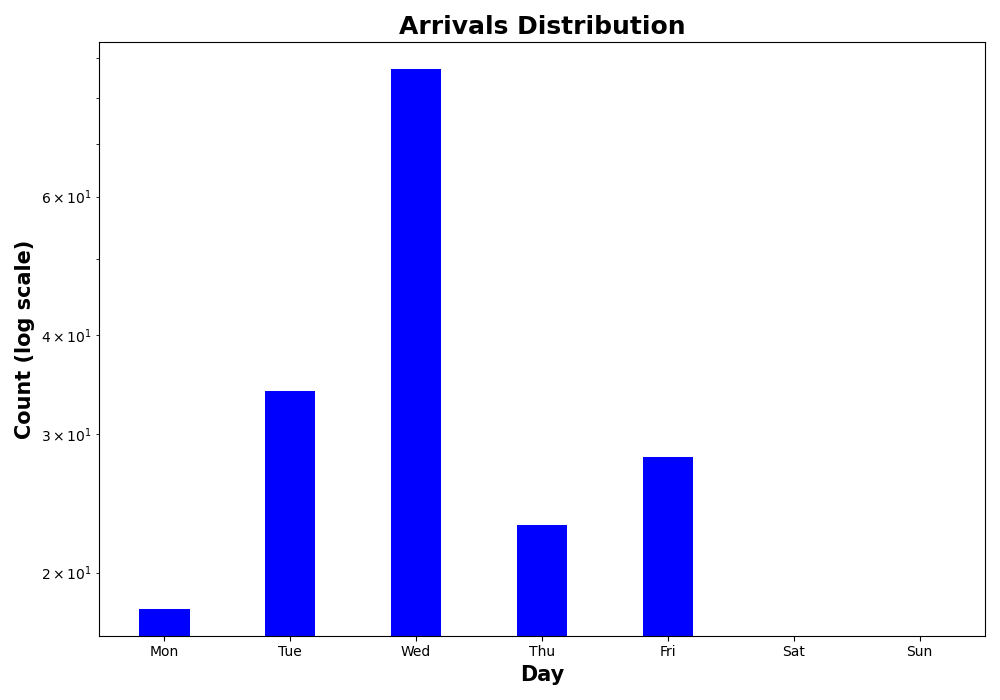 Arrivals Distribution
Count (log scale)
6 × 10¹
4 × 10¹
3 × 10¹
2 × 10¹
Mon Tue Wed Thu Fri Sat Sun
Day